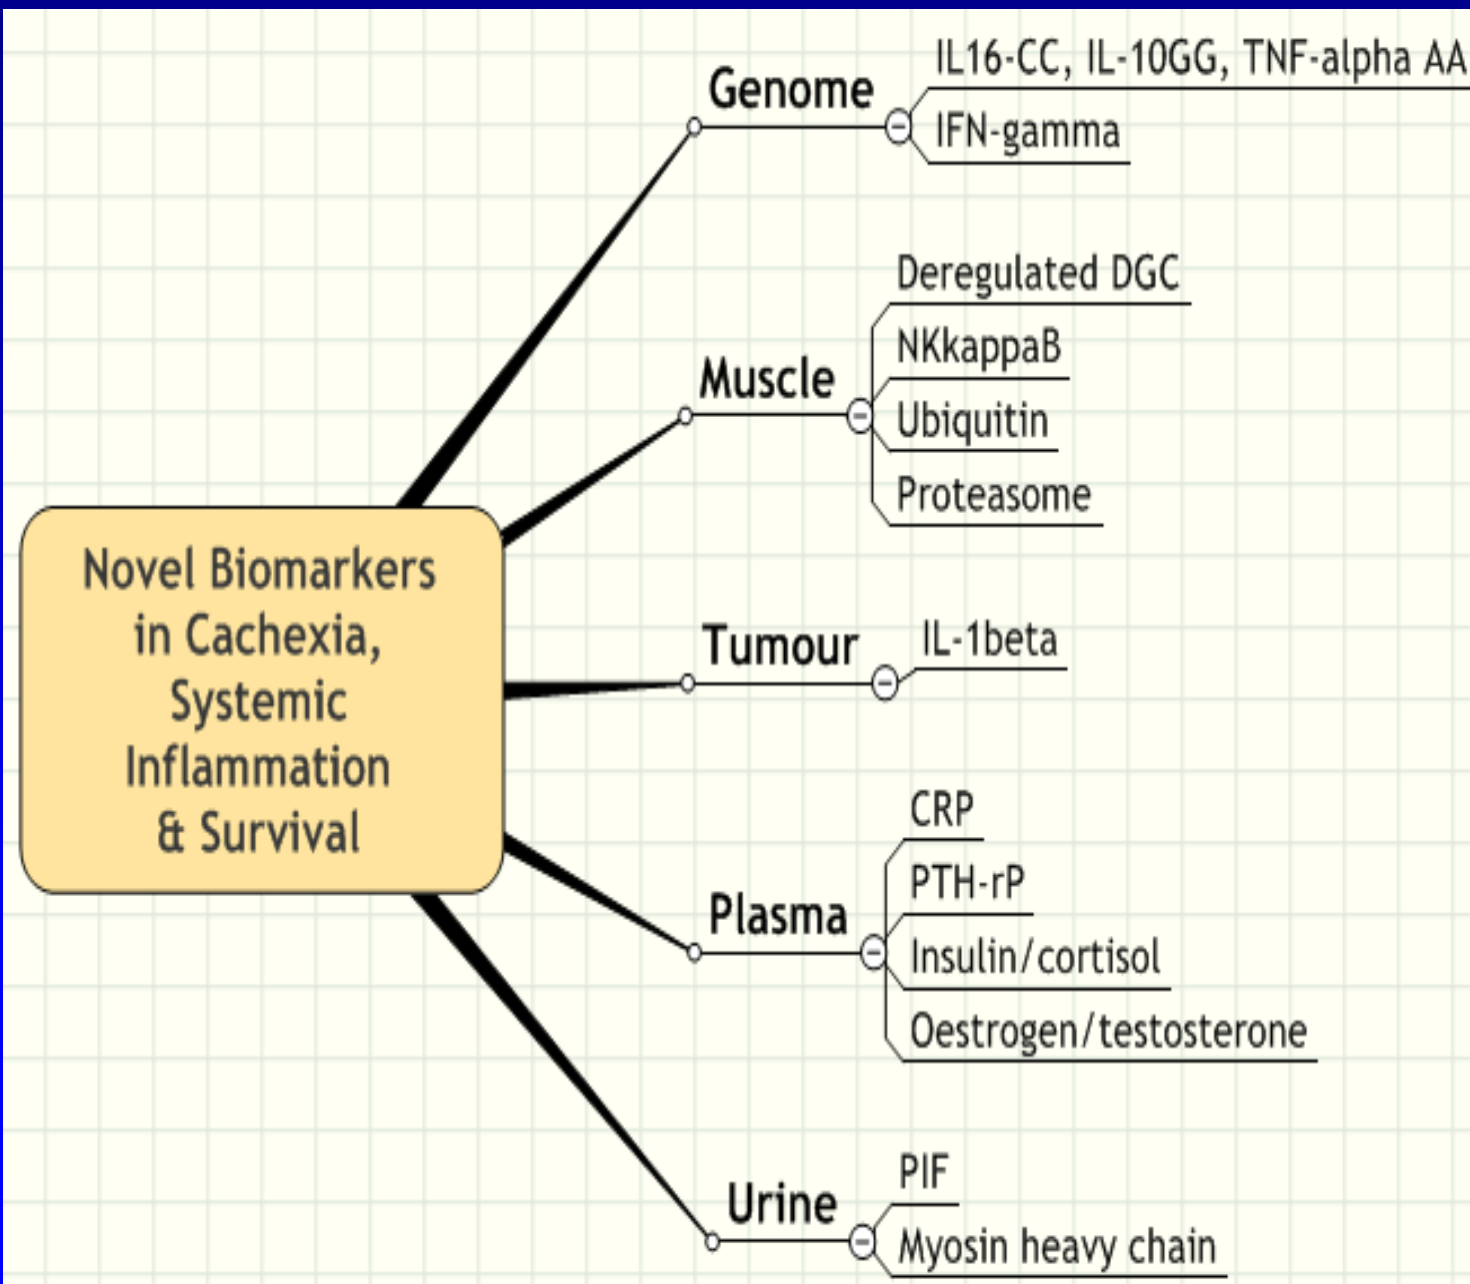 Genome
IL16-CC, IL-10GG, TNF-alpha AA
IFN-gamma
Muscle
Deregulated DGC
NKkappaB
Ubiquitin
Proteasome
Novel Biomarkers
in Cachexia,
Systemic
Inflammation
& Survival
Tumour
IL-1beta
Plasma
CRP
PTH-rP
Insulin/cortisol
Oestrogen/testosterone
Urine
PIF
Myosin heavy chain